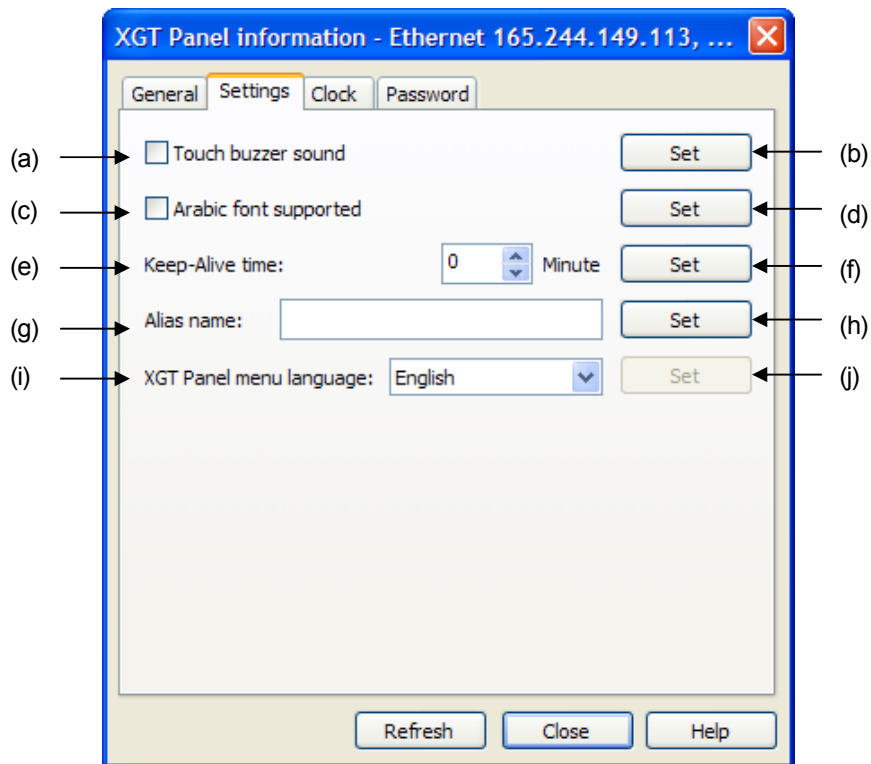 XGT Panel information - Ethernet 165.244.149.113, ...
General Settings Clock Password
(a) Touch buzzer sound Set (b)
(c) Arabic font supported Set (d)
(e) Keep-Alive time: 0 Minute Set (f)
(g) Alias name: Set (h)
(i) XGT Panel menu language: English Set (j)
Refresh Close Help